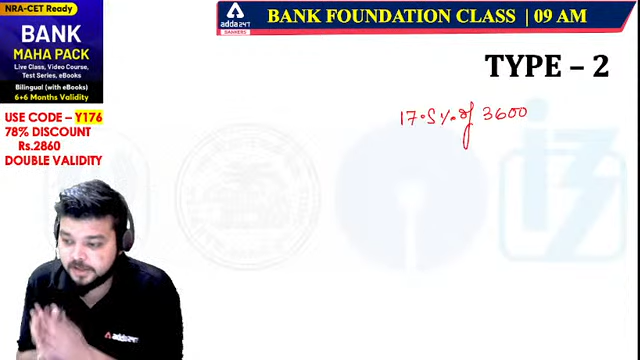 NRA-CET Ready
BANK
MAHA PACK
Live Class, Video Course,
Test Series, eBooks
Bilingual (with eBooks)
6+6 Months Validity
USE CODE – Y176
78% DISCOUNT
Rs.2860
DOUBLE VALIDITY
adda247
BANKERS
BANK FOUNDATION CLASS | 09 AM
TYPE – 2
17.5% of 3600
adda247